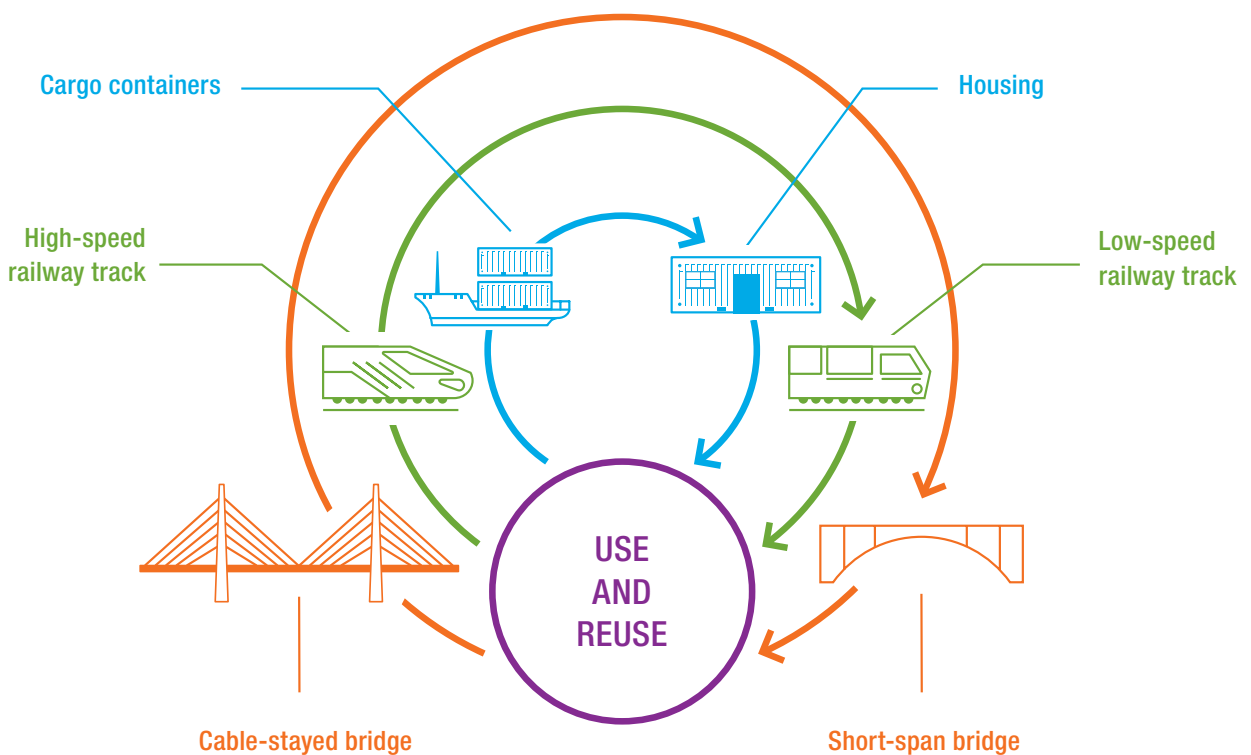 Cargo containers
Housing
High-speed
railway track
Low-speed
railway track
USE
AND
REUSE
Cable-stayed bridge
Short-span bridge